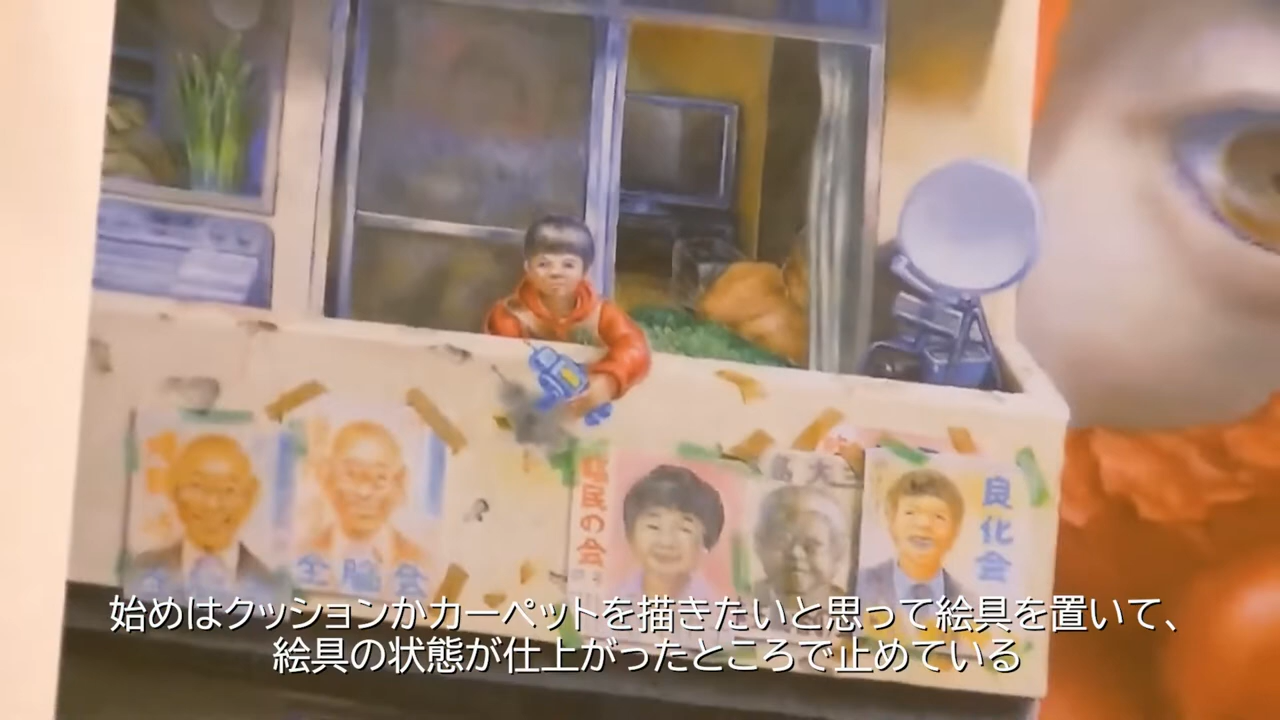 全脳会
県民の会
良化会
始めはクッションかカーペットを描きたいと思って絵具を置いて、
絵具の状態が仕上がったところで止めている